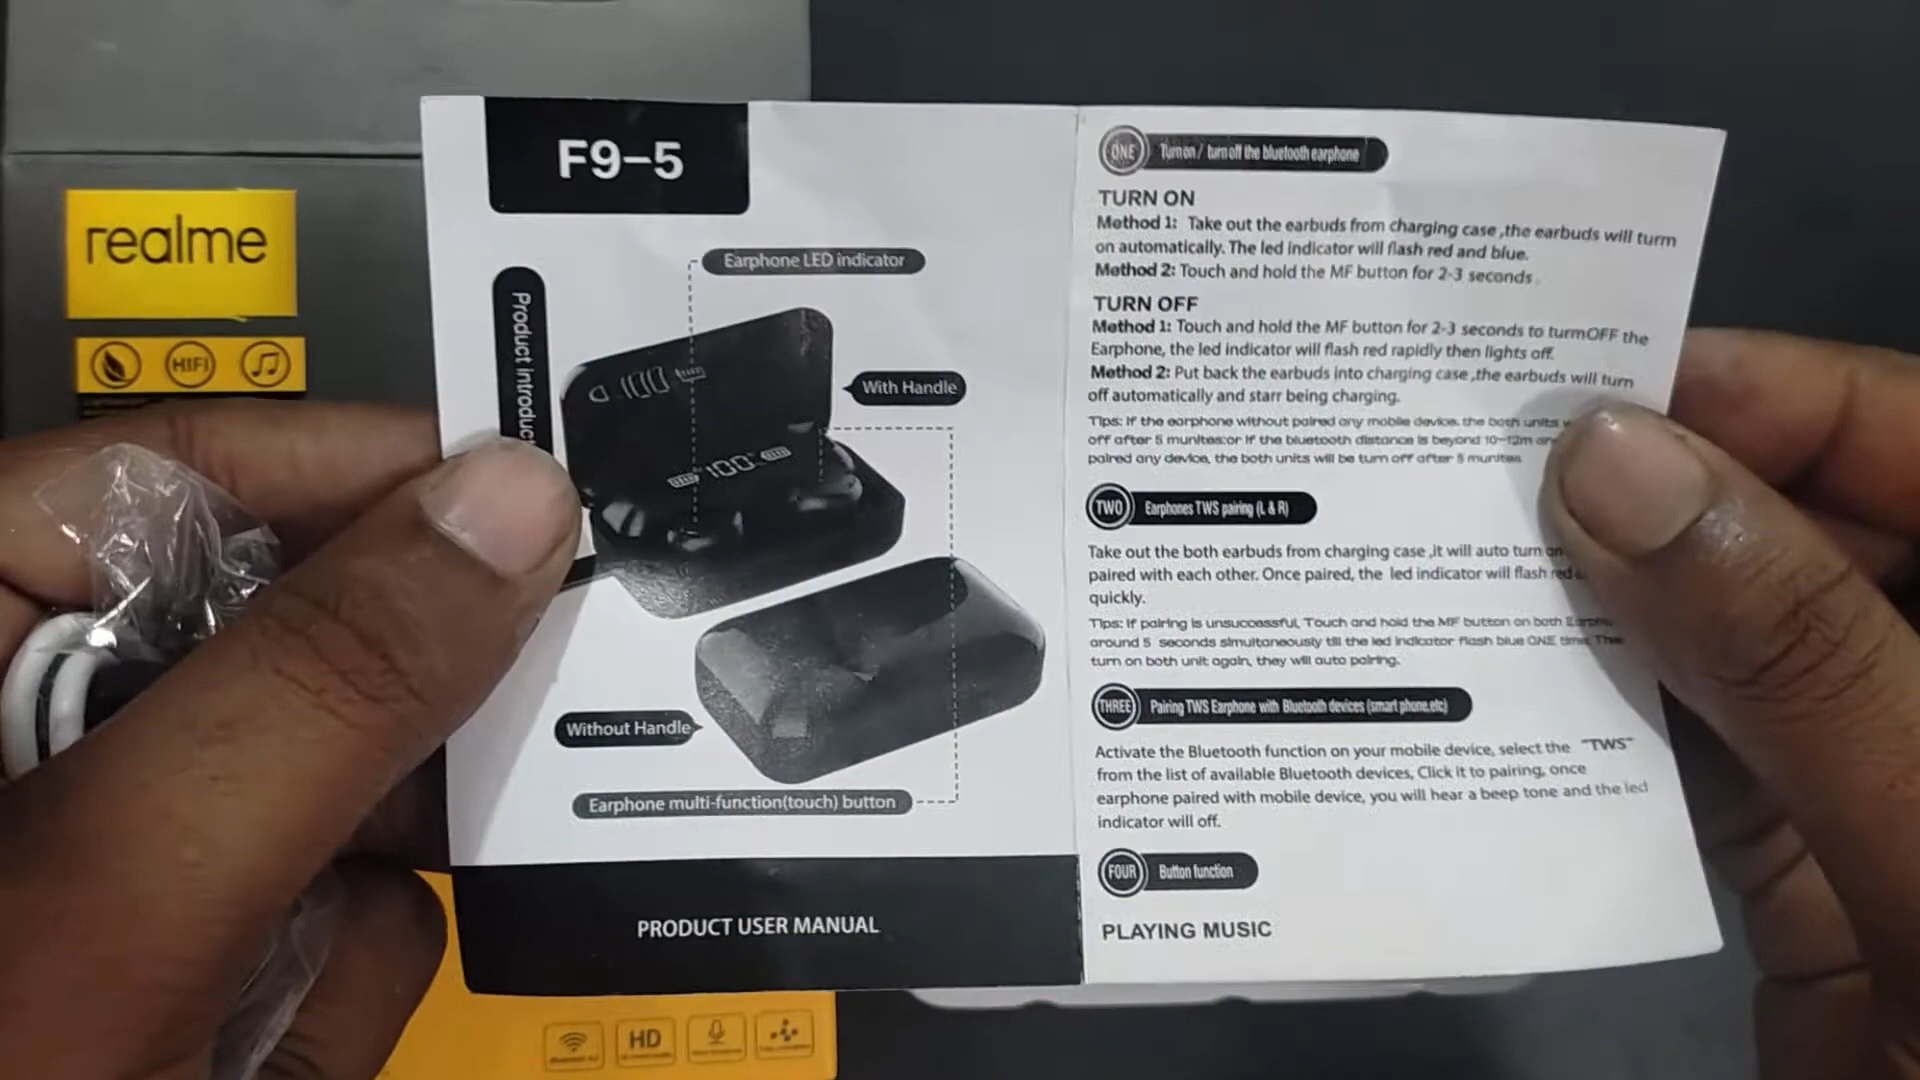 realme
HIFI
F9-5
Product introduc
Earphone LED indicator
100
With Handle
100
Without Handle
Earphone multi-function(touch) button
PRODUCT USER MANUAL
HD
ONE Turn on / turn off the bluetooth earphone
TURN ON
Method 1: Take out the earbuds from charging case ,the earbuds will turm
on automatically. The led indicator will flash red and blue.
Method 2: Touch and hold the MF button for 2-3 seconds .
TURN OFF
Method 1: Touch and hold the MF button for 2-3 seconds to turmOFF the
Earphone, the led indicator will flash red rapidly then lights off.
Method 2: Put back the earbuds into charging case ,the earbuds will turn
off automatically and starr being charging.
Tips: If the earphone without paired any mobile device. the both units
off after 5 munites:or if the bluetooth distance is beyond 10-12m
paired any device, the both units will be turn off after 5 munites
TWO Earphones TWS pairing (L & R)
Take out the both earbuds from charging case ,it will auto turn on
paired with each other. Once paired, the led indicator will flash red
quickly.
Tips: If pairing is unsuccessful, Touch and hold the MF button on both
around 5 seconds simultaneously till the led indicator flash blue ONE time.
turn on both unit again, they will auto pairing.
THREE Pairing TWS Earphone with Bluetooth devices (smart phone,etc)
Activate the Bluetooth function on your mobile device, select the "TWS"
from the list of available Bluetooth devices, Click it to pairing, once
earphone paired with mobile device, you will hear a beep tone and the led
indicator will off.
FOUR Button function
PLAYING MUSIC